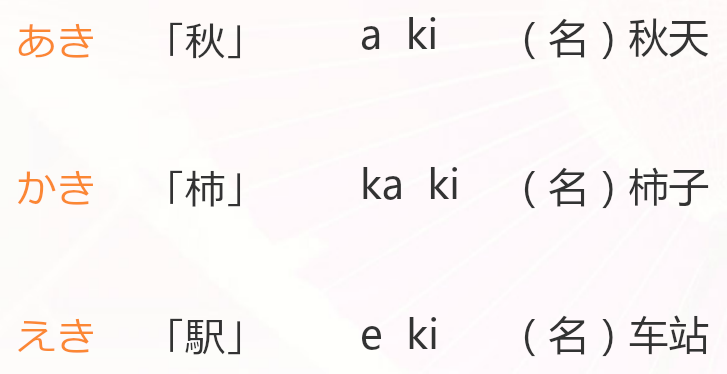 あき 「秋」 a ki （名）秋天
かき 「柿」 ka ki （名）柿子
えき 「駅」 e ki （名）车站